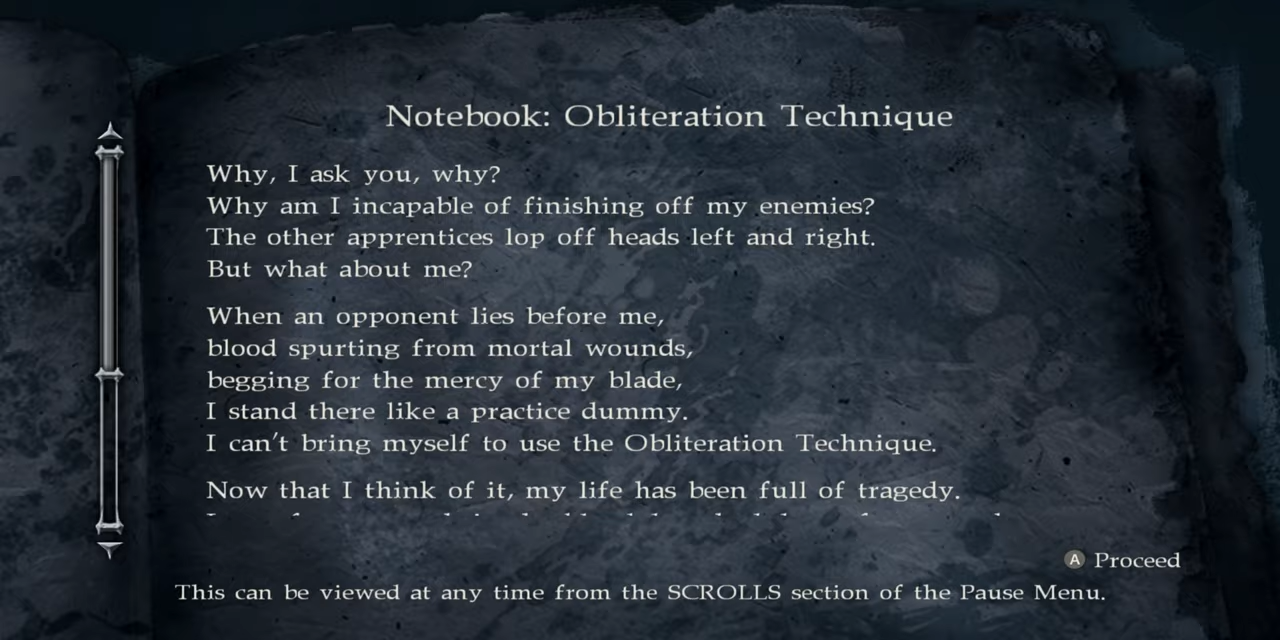 Notebook: Obliteration Technique
Why, I ask you, why?
Why am I incapable of finishing off my enemies?
The other apprentices lop off heads left and right.
But what about me?
When an opponent lies before me,
blood spurting from mortal wounds,
begging for the mercy of my blade,
I stand there like a practice dummy.
I can't bring myself to use the Obliteration Technique.
Now that I think of it, my life has been full of tragedy.
A Proceed
This can be viewed at any time from the SCROLLS section of the Pause Menu.